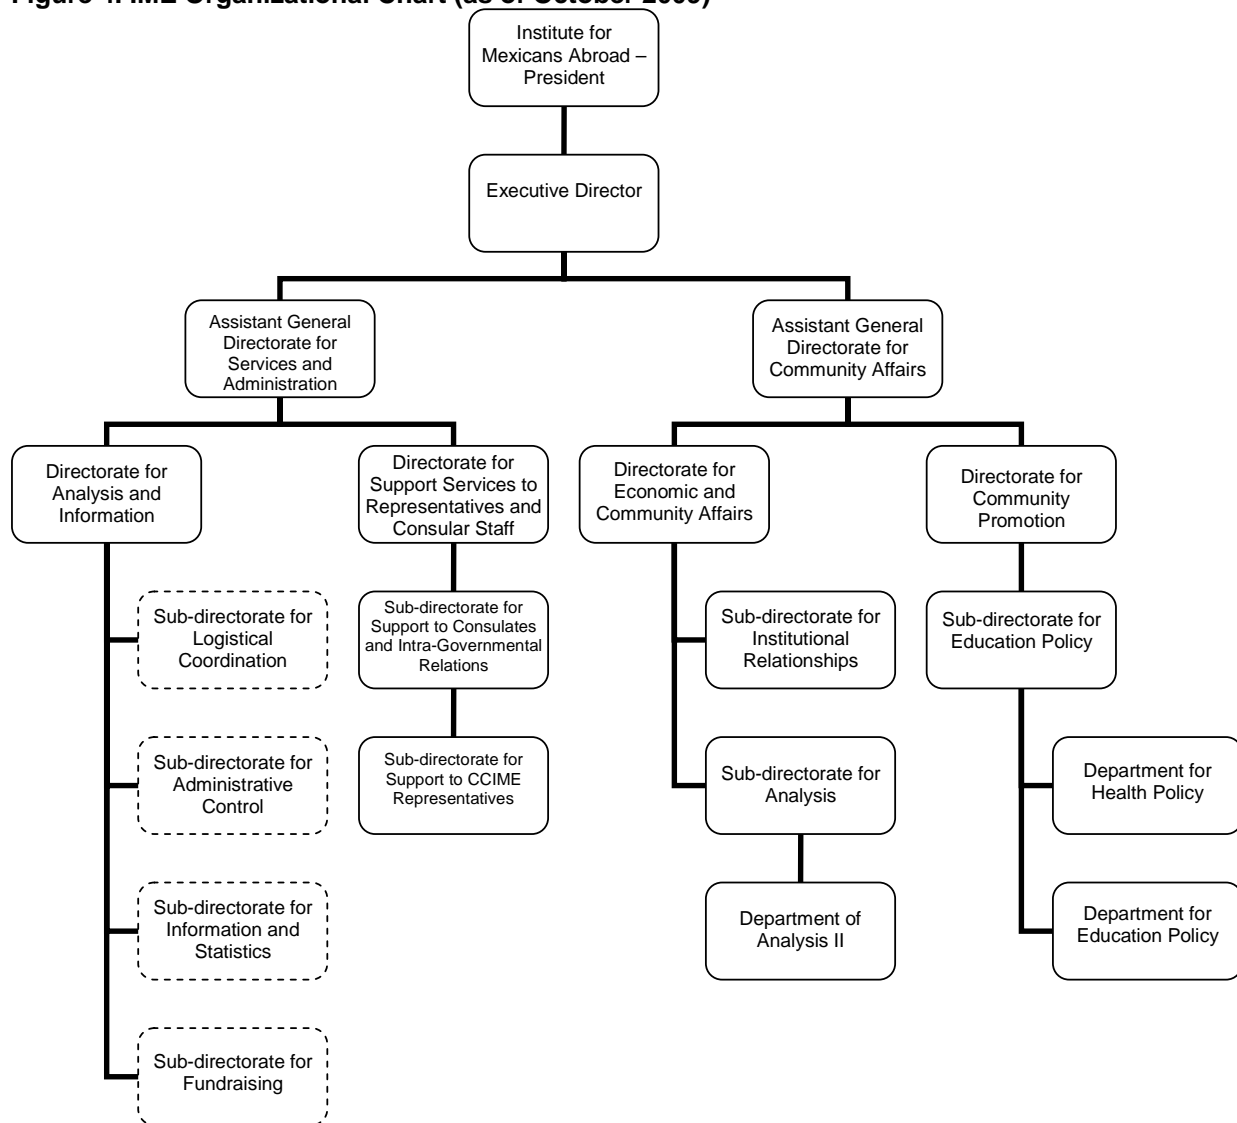 Institute for
Mexicans Abroad –
President
Executive Director
Assistant General
Directorate for
Services and
Administration
Assistant General
Directorate for
Community Affairs
Directorate for
Analysis and
Information
Directorate for
Support Services to
Representatives and
Consular Staff
Directorate for
Economic and
Community Affairs
Directorate for
Community
Promotion
Sub-directorate for
Logistical
Coordination
Sub-directorate for
Support to Consulates
and Intra-Governmental
Relations
Sub-directorate for
Institutional
Relationships
Sub-directorate for
Education Policy
Sub-directorate for
Administrative
Control
Sub-directorate for
Support to CCIME
Representatives
Sub-directorate for
Analysis
Department for
Health Policy
Sub-directorate for
Information and
Statistics
Department of
Analysis II
Department for
Education Policy
Sub-directorate for
Fundraising